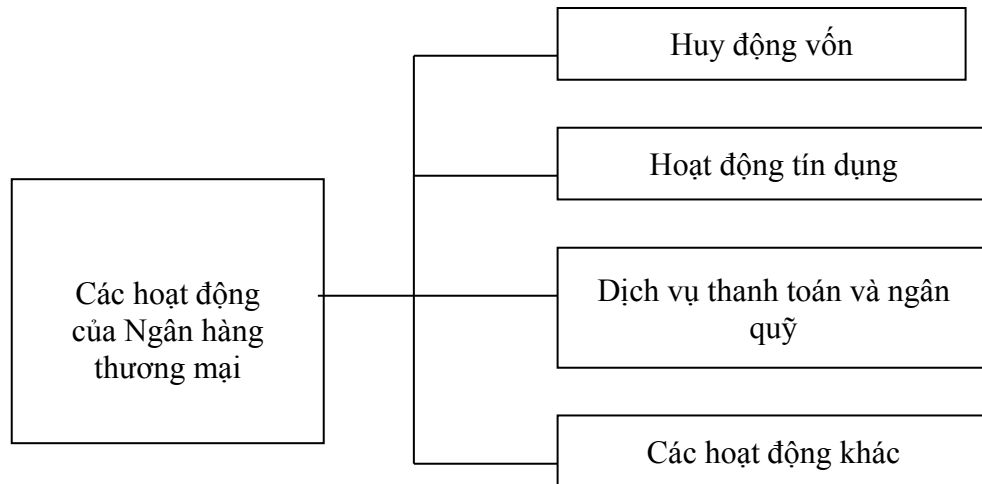 Huy động vốn
Hoạt động tín dụng
Các hoạt động
của Ngân hàng
thương mại
Dịch vụ thanh toán và ngân
quỹ
Các hoạt động khác